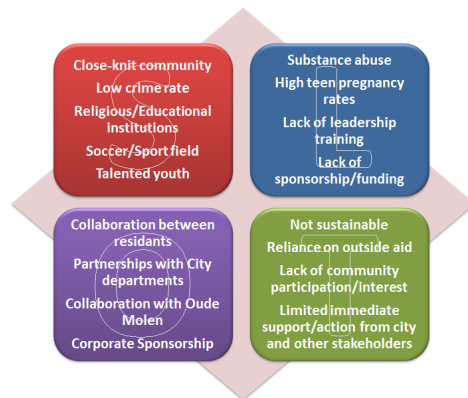 S
Close-knit community
Low crime rate
Religious/Educational
institutions
Soccer/Sport field
Talented youth
L
Substance abuse
High teen pregnancy
rates
Lack of leadership
training
Lack of
sponsorship/funding
O
Collaboration between
residants
Partnerships with City
departments
Collaboration with Oude
Molen
Corporate Sponsorship
Not sustainable
Reliance on outside aid
Lack of community
participation/interest
Limited immediate
support/action from city
and other stakeholders